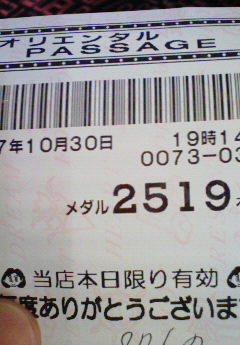 オリエンタル
PASSAGE
7年10月30日 19時14
0073-03
メダル 2519
当店本日限り有効
度ありがとうございま